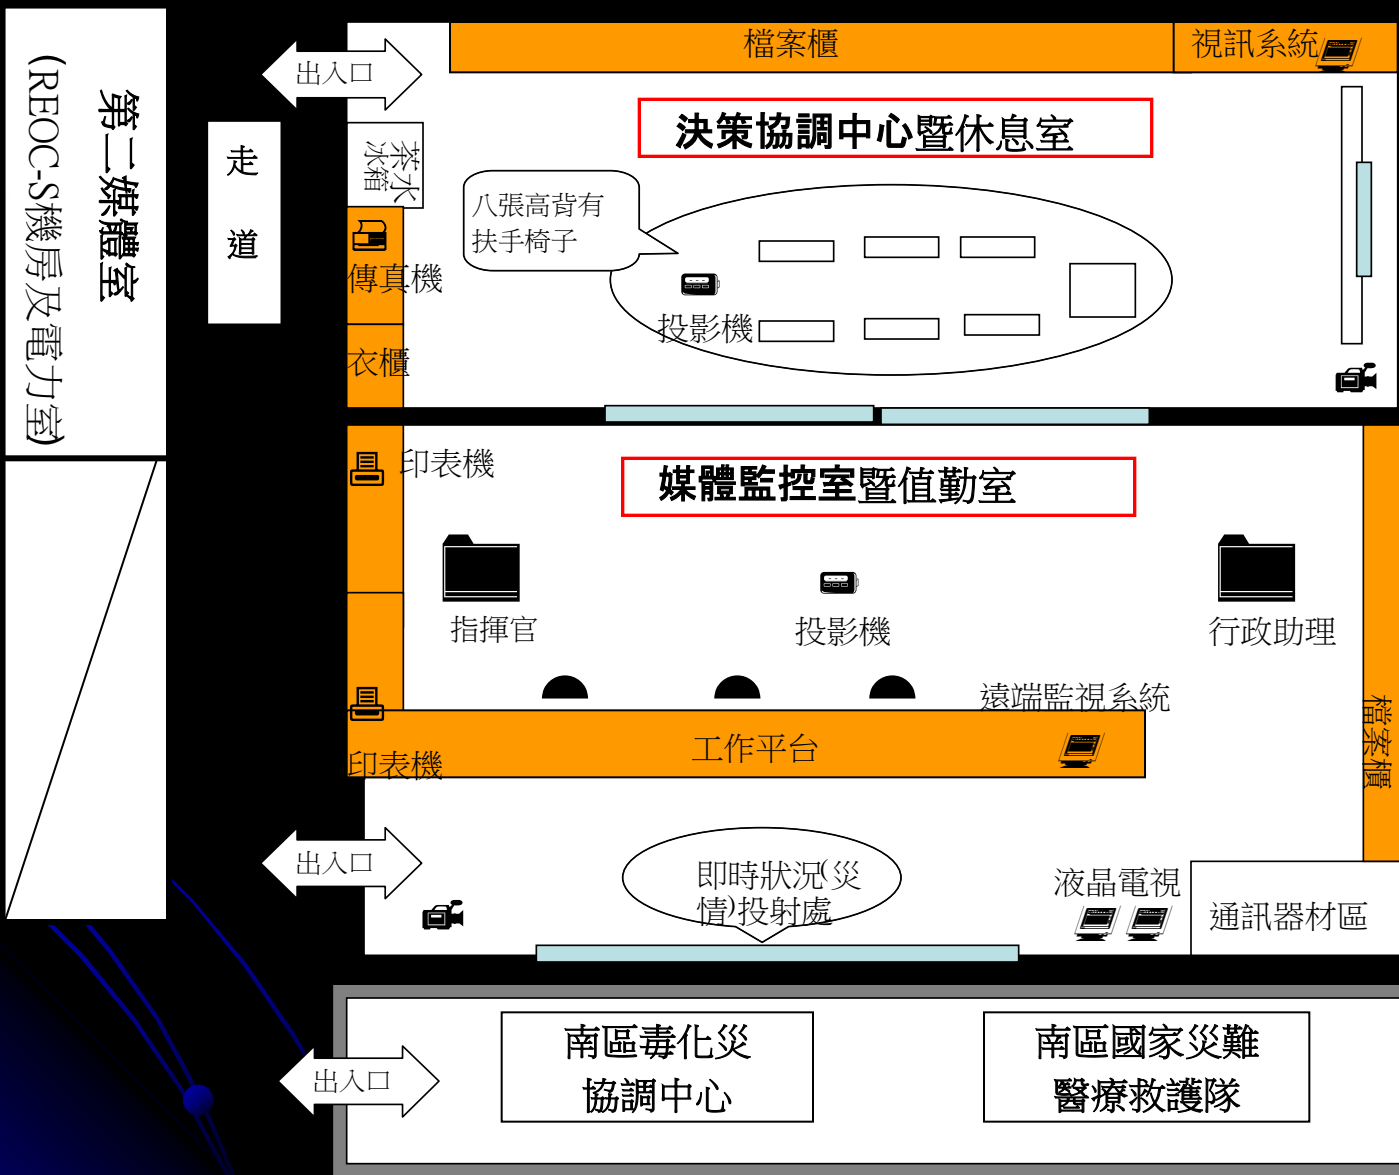 第二媒體室
(REOC-S機房及電力室)
走
道
出入口
檔案櫃
視訊系統
決策協調中心暨休息室
茶水
冰箱
八張高背有
扶手椅子
傳真機
投影機
衣櫃
印表機
媒體監控室暨值勤室
指揮官
投影機
行政助理
遠端監視系統
工作平台
印表機
檔案櫃
出入口
即時狀況(災
情)投射處
液晶電視
通訊器材區
出入口
南區毒化災
協調中心
南區國家災難
醫療救護隊